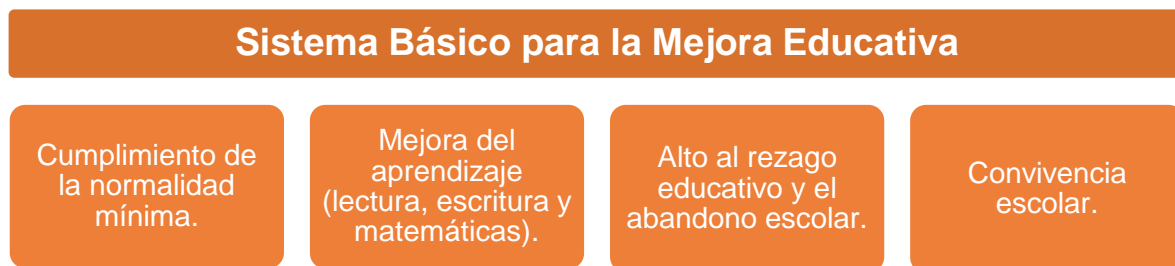 Sistema Básico para la Mejora Educativa
Cumplimiento de
la normalidad
mínima.
Mejora del
aprendizaje
(lectura, escritura y
matemáticas).
Alto al rezago
educativo y el
abandono escolar.
Convivencia
escolar.